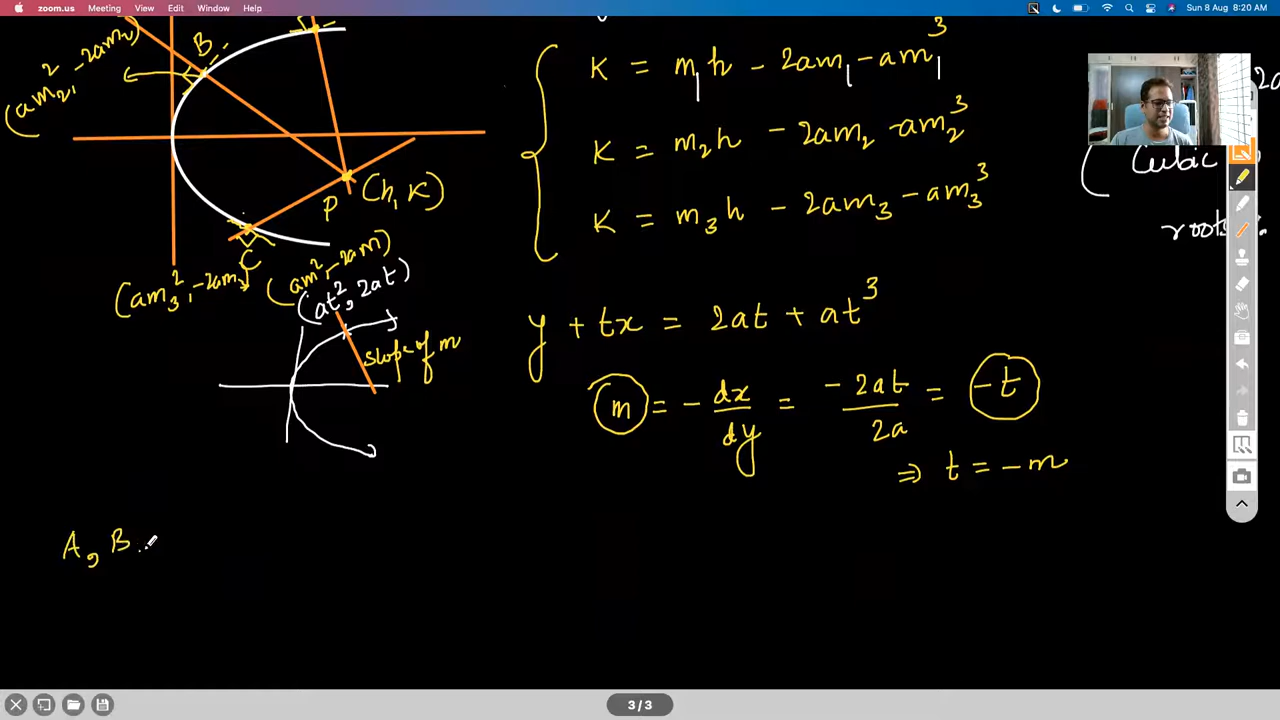 zoom.us Meeting View Edit Window Help Sun 8 Aug 8:20 AM
(am₂², -2am₂)
B
K = m₁h - 2am₁ - am₁³
K = m₂h - 2am₂ - am₂³
K = m₃h - 2am₃ - am₃³
Cubic
roots
P (h, K)
C
(am₃², -2am₃)
(am², -2am)
(at², 2at)
slope of m
y + tx = 2at + at³
m = - dx/dy = -2at/2a = -t
⇒ t = -m
A, B
3/3